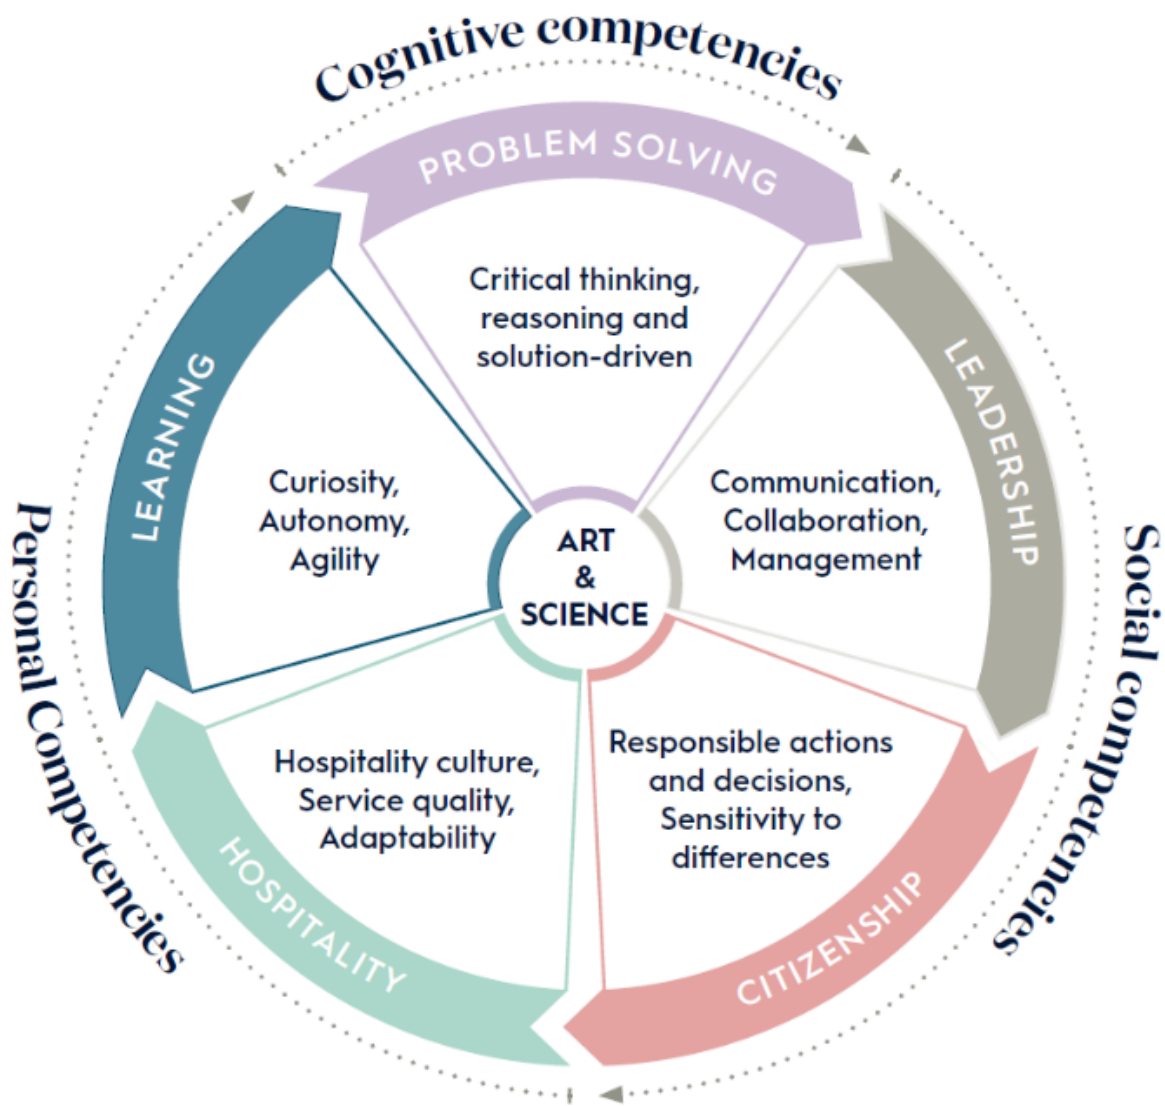 Cognitive competencies
PROBLEM SOLVING
Critical thinking,
reasoning and
solution-driven
LEADERSHIP
Communication,
Collaboration,
Management
Social competencies
CITIZENSHIP
Responsible actions
and decisions,
Sensitivity to
differences
HOSPITALITY
Hospitality culture,
Service quality,
Adaptability
Personal Competencies
LEARNING
Curiosity,
Autonomy,
Agility
ART
&
SCIENCE